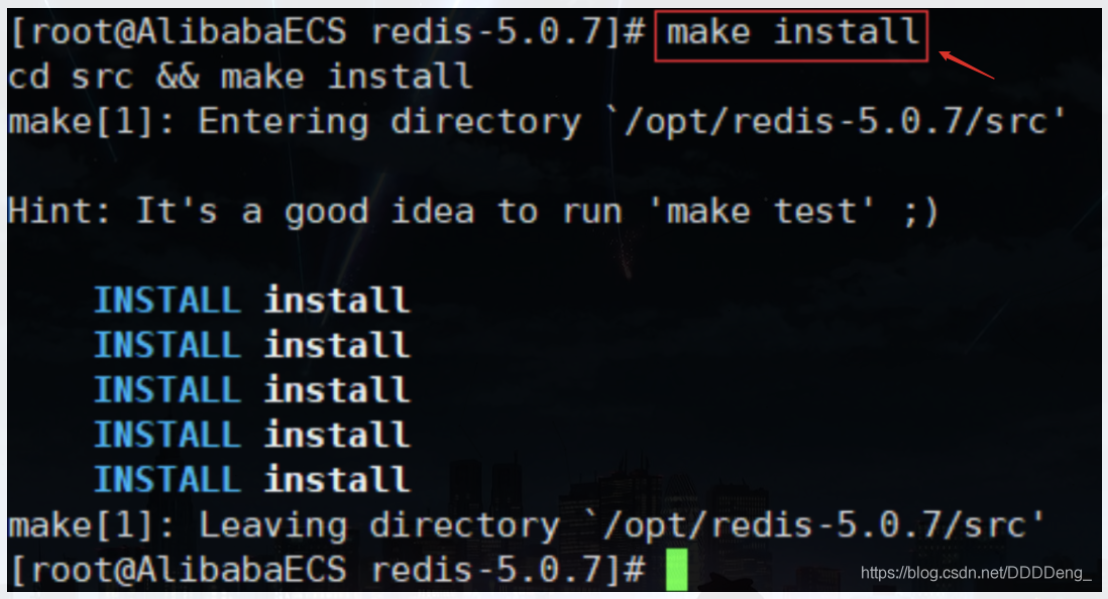 [root@AlibabaECS redis-5.0.7]# make install
cd src && make install
make[1]: Entering directory `/opt/redis-5.0.7/src'
Hint: It's a good idea to run 'make test' ;)
INSTALL install
INSTALL install
INSTALL install
INSTALL install
INSTALL install
make[1]: Leaving directory `/opt/redis-5.0.7/src'
[root@AlibabaECS redis-5.0.7]#
https://blog.csdn.net/DDDDeng_